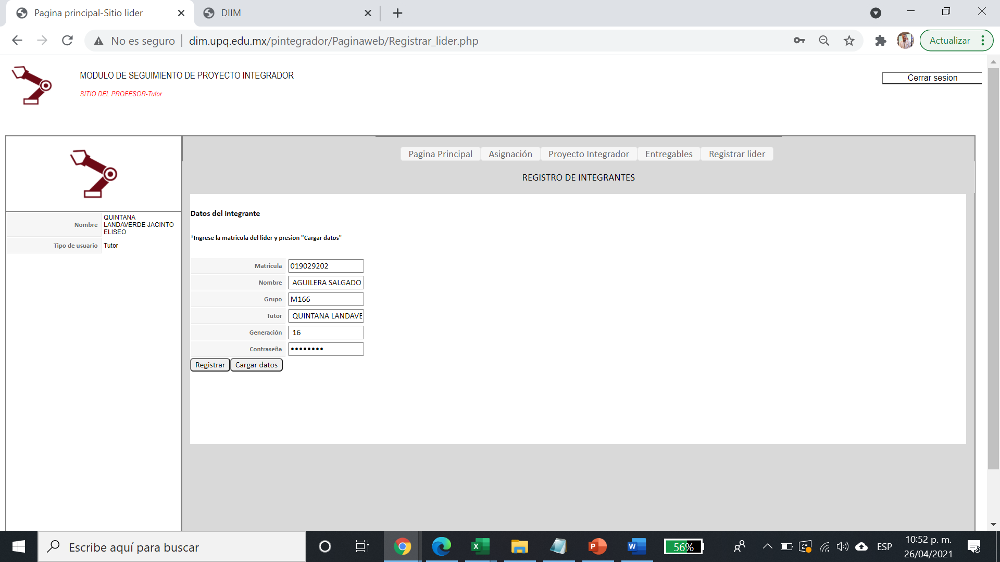 Pagina principal-Sitio lider
DIIM
No es seguro
dim.upq.edu.mx/pintegrador/Paginaweb/Registrar_lider.php
Actualizar
MODULO DE SEGUIMIENTO DE PROYECTO INTEGRADOR
SITIO DEL PROFESOR-Tutor
Cerrar sesion
Nombre
QUINTANA
LANDAVERDE JACINTO
ELISEO
Tipo de usuario
Tutor
Pagina Principal
Asignación
Proyecto Integrador
Entregables
Registrar lider
REGISTRO DE INTEGRANTES
Datos del integrante
*Ingrese la matricula del lider y presion "Cargar datos"
Matricula
019029202
Nombre
AGUILERA SALGADO
Grupo
M166
Tutor
QUINTANA LANDAVE
Generación
16
Contraseña
••••••••
Registrar
Cargar datos
Escribe aquí para buscar
56%
ESP
10:52 p. m.
26/04/2021